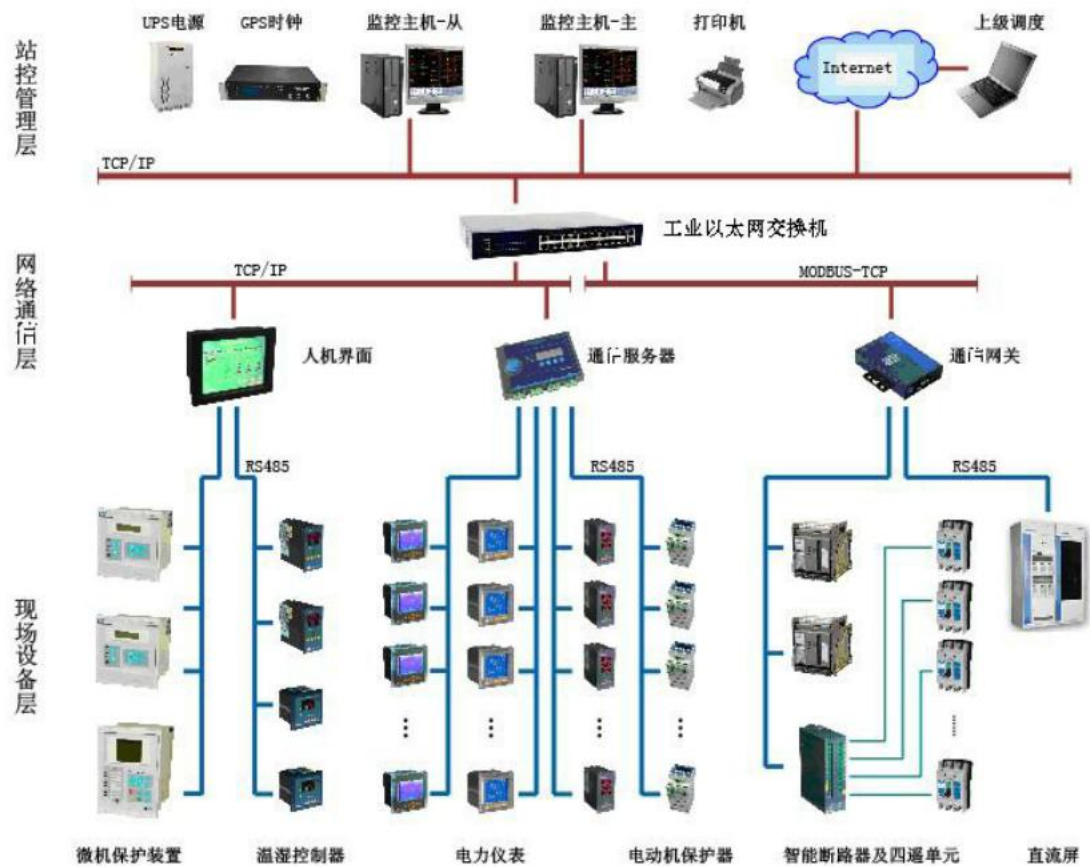 UPS电源
GPS时钟
监控主机-从
监控主机-主
打印机
上级调度
站控管理层
Internet
TCP/IP
工业以太网交换机
网络通信层
TCP/IP
MODBUS-TCP
人机界面
通信服务器
通信网关
RS485
RS485
RS485
现场设备层
微机保护装置
温湿控制器
电力仪表
电动机保护器
智能断路器及四遥单元
直流屏